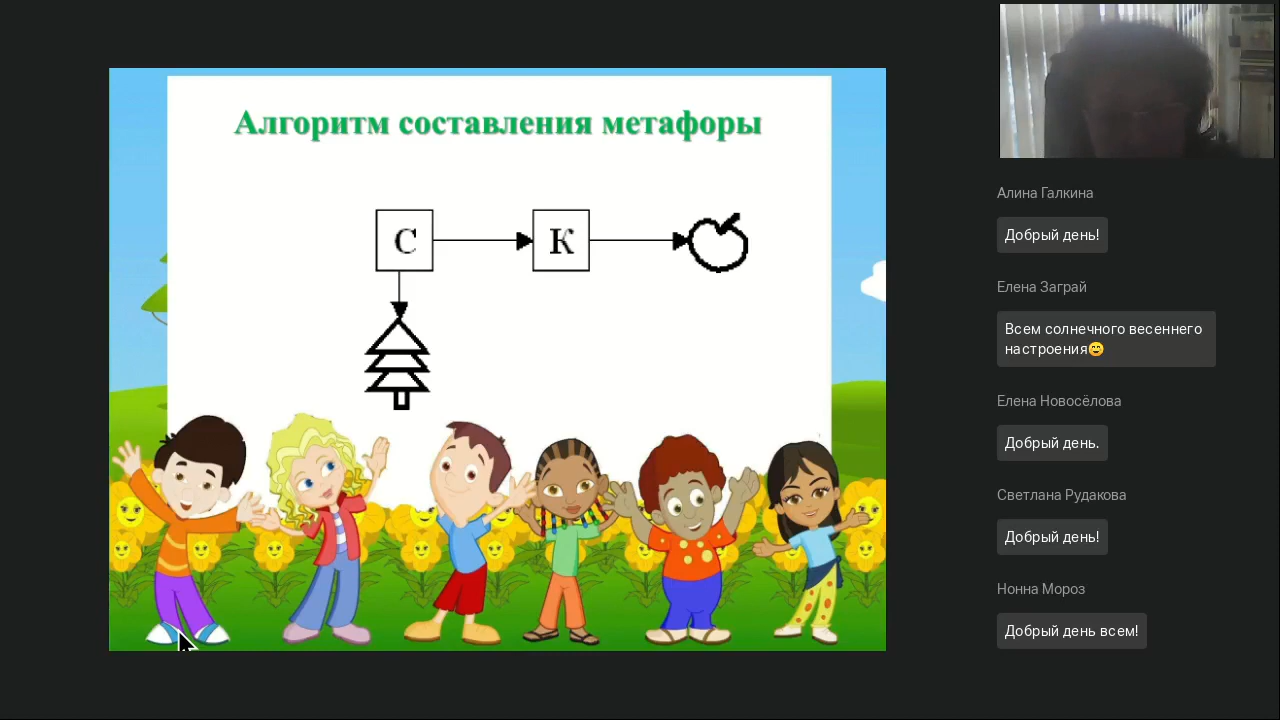 Алгоритм составления метафоры
С
К
Алина Галкина
Добрый день!
Елена Заграй
Всем солнечного весеннего
настроения😊
Елена Новосёлова
Добрый день.
Светлана Рудакова
Добрый день!
Нонна Мороз
Добрый день всем!